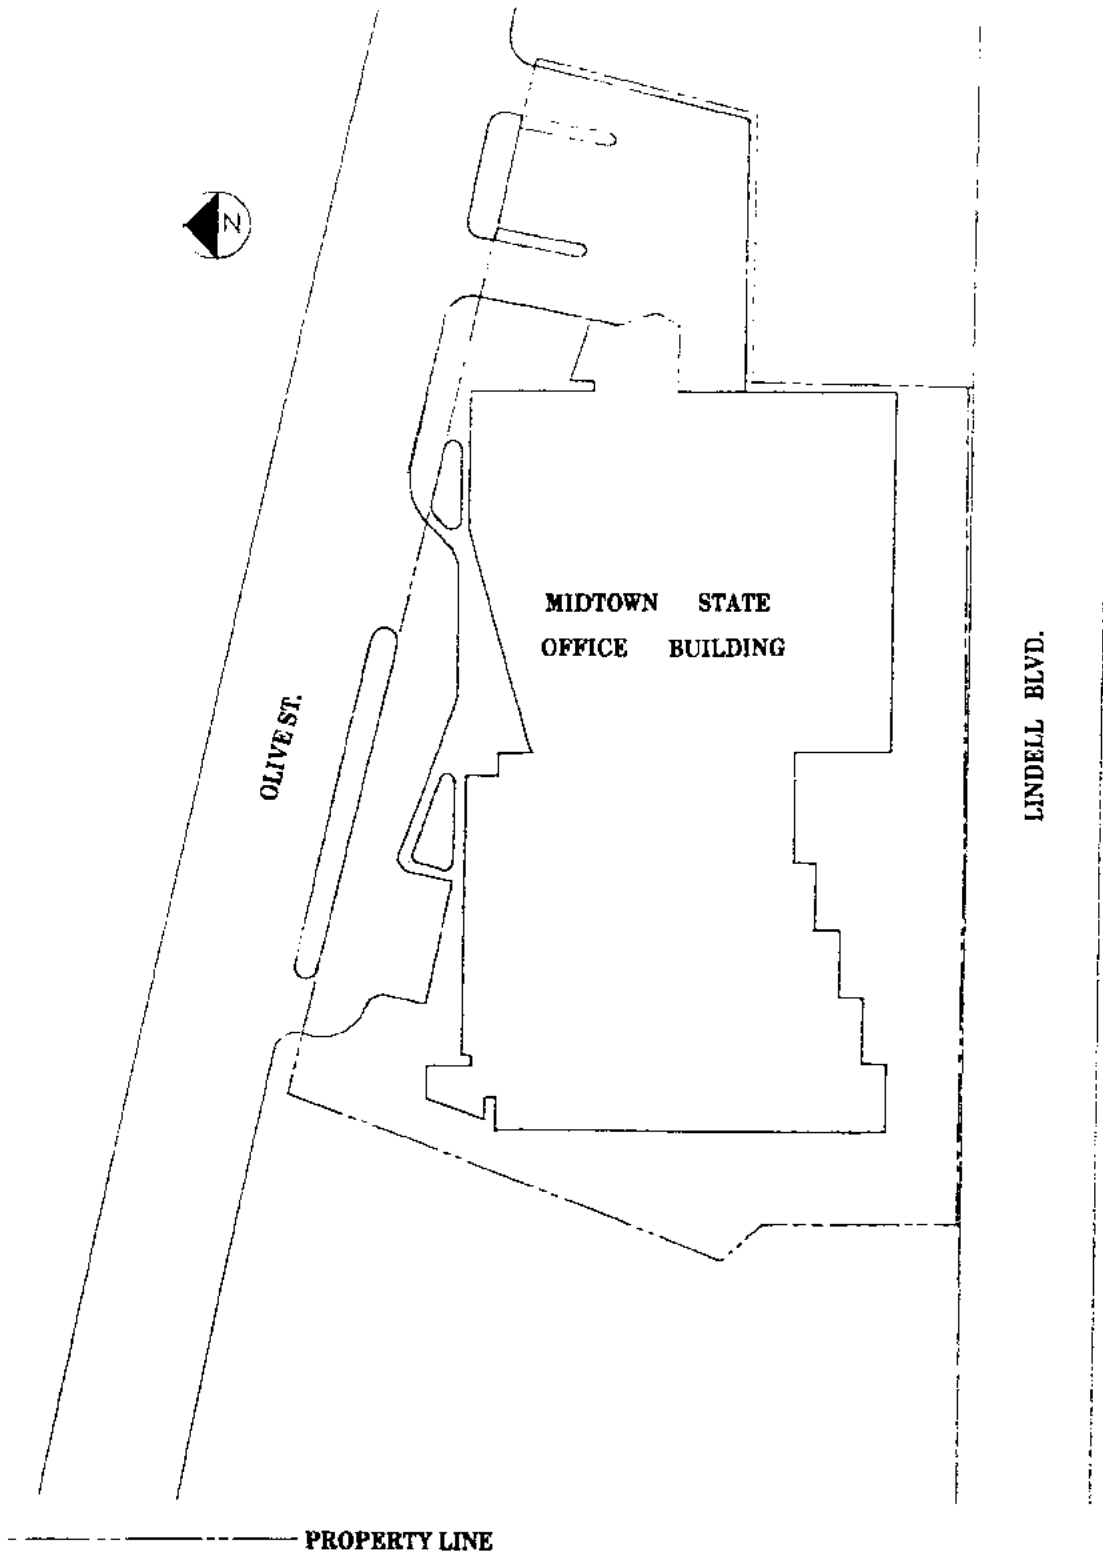 N
MIDTOWN STATE
OFFICE BUILDING
OLIVE ST.
LINDELL BLVD.
PROPERTY LINE